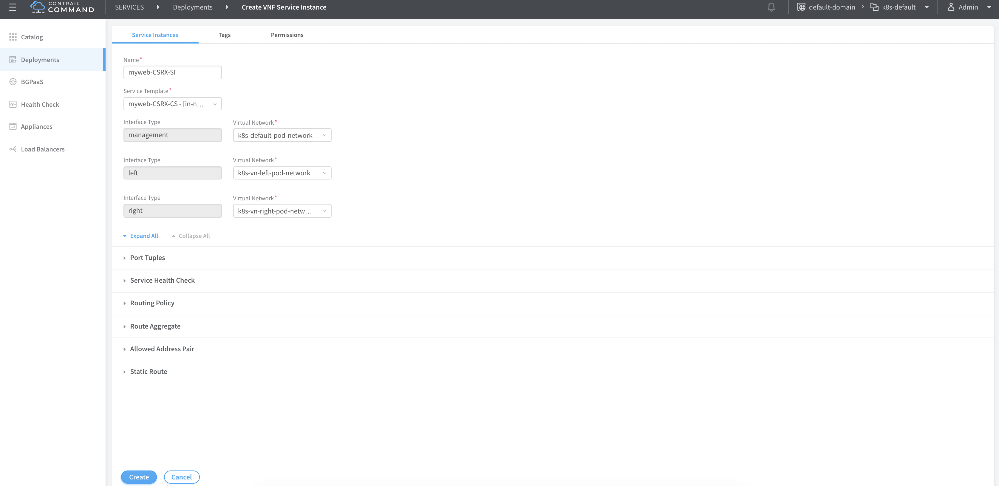 CONTRAIL
COMMAND
SERVICES
Deployments
Create VNF Service Instance
default-domain
k8s-default
Admin
Catalog
Deployments
BGPaaS
Health Check
Appliances
Load Balancers
Service Instances
Tags
Permissions
Name*
myweb-CSRX-SI
Service Template*
myweb-CSRX-CS - [in-n...
Interface Type
Virtual Network*
management
k8s-default-pod-network
Interface Type
Virtual Network*
left
k8s-vn-left-pod-network
Interface Type
Virtual Network*
right
k8s-vn-right-pod-netw...
Expand All
Collapse All
Port Tuples
Service Health Check
Routing Policy
Route Aggregate
Allowed Address Pair
Static Route
Create
Cancel